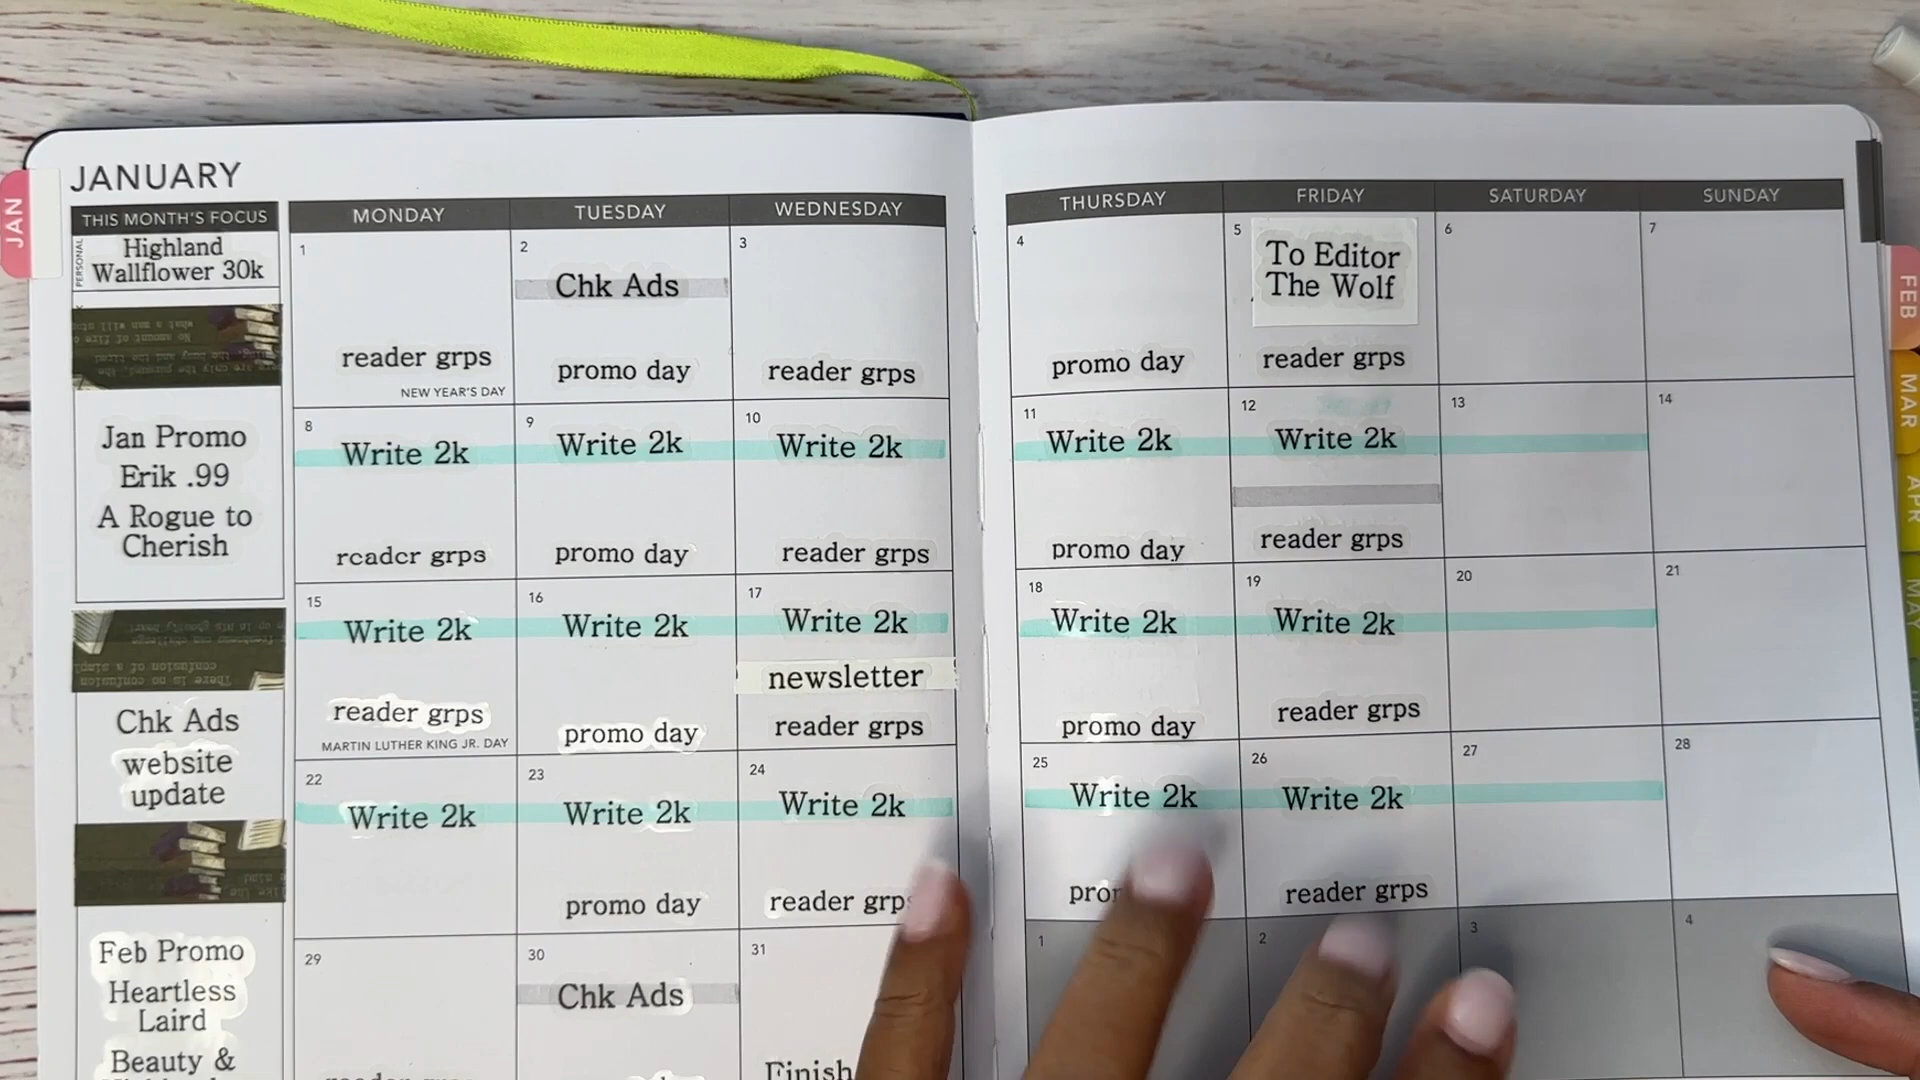 JANUARY
JAN
THIS MONTH'S FOCUS
PERSONAL
Highland
Wallflower 30k
Jan Promo
Erik .99
A Rogue to
Cherish
Chk Ads
website
update
Feb Promo
Heartless
Laird
Beauty &
MONDAY TUESDAY WEDNESDAY THURSDAY FRIDAY SATURDAY SUNDAY
1
reader grps
NEW YEAR'S DAY
2
Chk Ads
promo day
3
reader grps
4
promo day
5
To Editor
The Wolf
reader grps
6
7
8
Write 2k
reader grps
9
Write 2k
promo day
10
Write 2k
reader grps
11
Write 2k
promo day
12
Write 2k
reader grps
13
14
15
Write 2k
reader grps
MARTIN LUTHER KING JR. DAY
16
Write 2k
promo day
17
Write 2k
newsletter
reader grps
18
Write 2k
promo day
19
Write 2k
reader grps
20
21
22
Write 2k
23
Write 2k
promo day
24
Write 2k
reader grps
25
Write 2k
26
Write 2k
reader grps
27
28
29
30
Chk Ads
31
Finish
1
2
3
4
FEB
MAR
APR
MAY